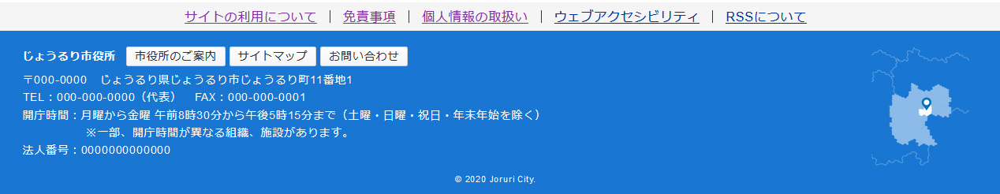 サイトの利用について | 免責事項 | 個人情報の取扱い | ウェブアクセシビリティ | RSSについて
じょうるり市役所 市役所のご案内 サイトマップ お問い合わせ
〒000-0000　じょうるり県じょうるり市じょうるり町11番地1
TEL：000-000-0000（代表）　FAX：000-000-0001
開庁時間：月曜から金曜 午前8時30分から午後5時15分まで（土曜・日曜・祝日・年末年始を除く）
※一部、開庁時間が異なる組織、施設があります。
法人番号：0000000000000
© 2020 Joruri City.